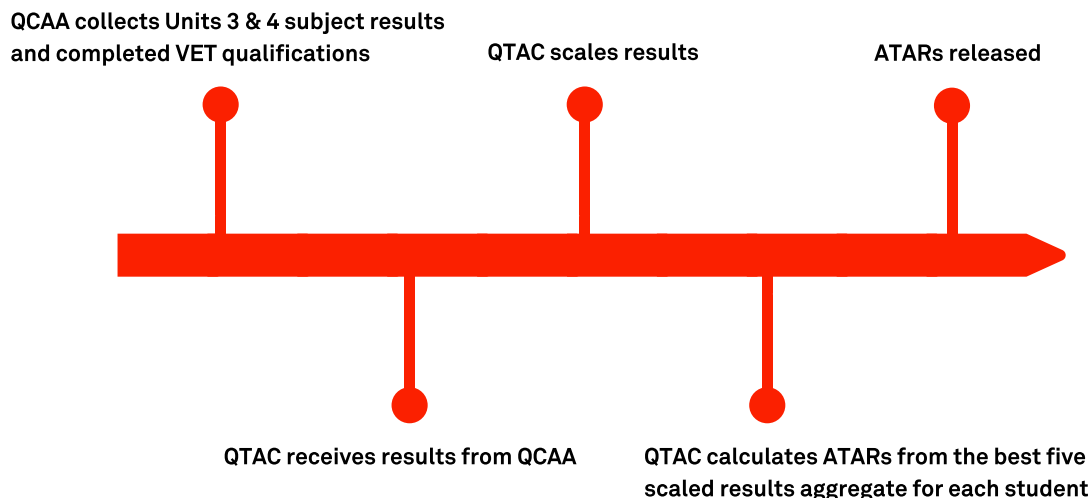 QCAA collects Units 3 & 4 subject results
and completed VET qualifications
QTAC receives results from QCAA
QTAC scales results
QTAC calculates ATARs from the best five
scaled results aggregate for each student
ATARs released